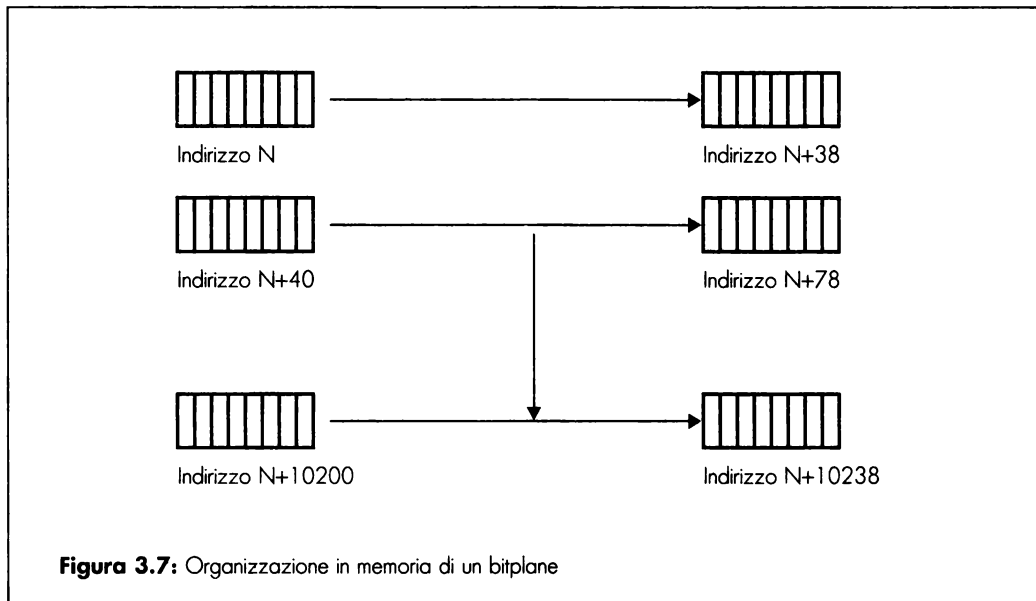 Indirizzo N
Indirizzo N+38
Indirizzo N+40
Indirizzo N+78
Indirizzo N+10200
Indirizzo N+10238
Figura 3.7: Organizzazione in memoria di un bitplane